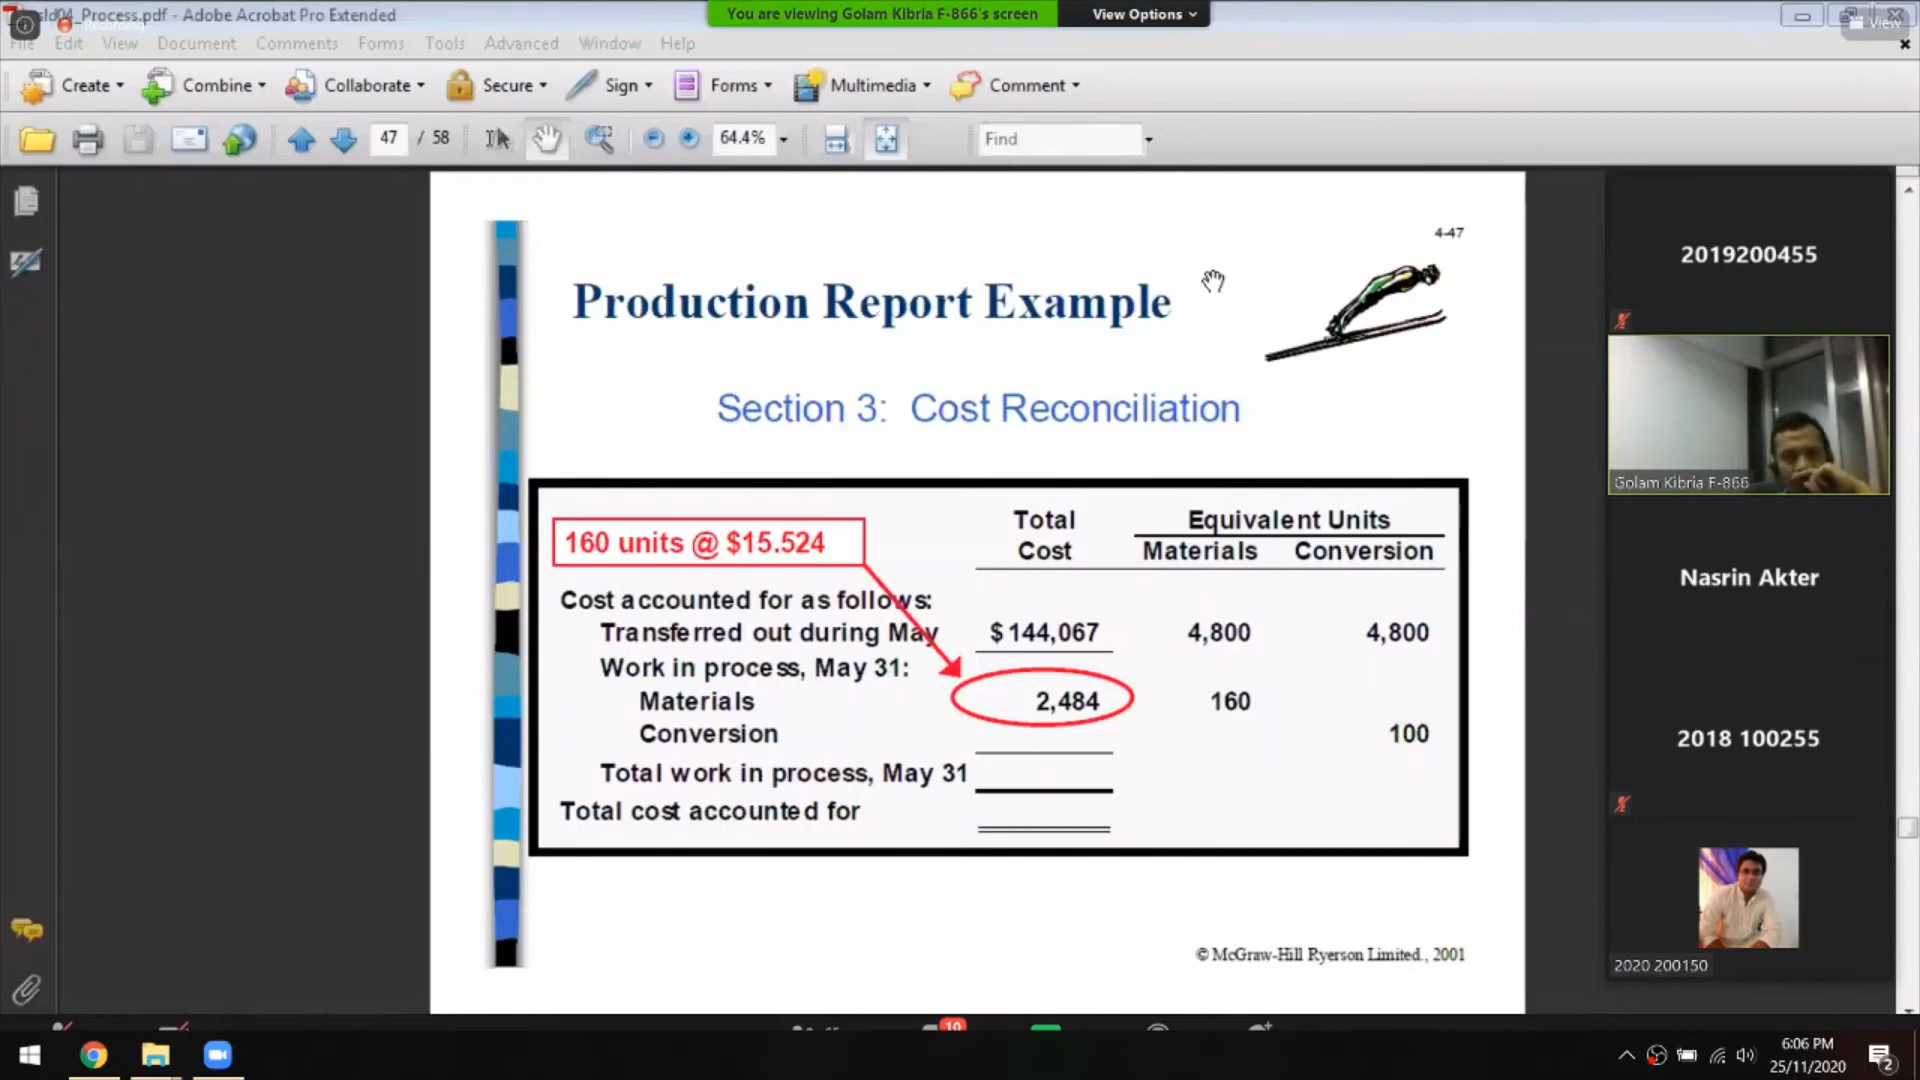 sld04_Process.pdf - Adobe Acrobat Pro Extended
You are viewing Golam Kibria F-866's screen
View Options
View
File Edit View Document Comments Forms Tools Advanced Window Help
Create Combine Collaborate Secure Sign Forms Multimedia Comment
47 / 58 64.4% Find
4-47
Production Report Example
Section 3: Cost Reconciliation
160 units @ $15.524
Total Equivalent Units
Cost Materials Conversion
Cost accounted for as follows:
Transferred out during May $ 144,067 4,800 4,800
Work in process, May 31:
Materials 2,484 160
Conversion 100
Total work in process, May 31
Total cost accounted for
© McGraw-Hill Ryerson Limited., 2001
2019200455
Golam Kibria F-866
Nasrin Akter
2018 100255
2020 200150
10
6:06 PM
25/11/2020
2